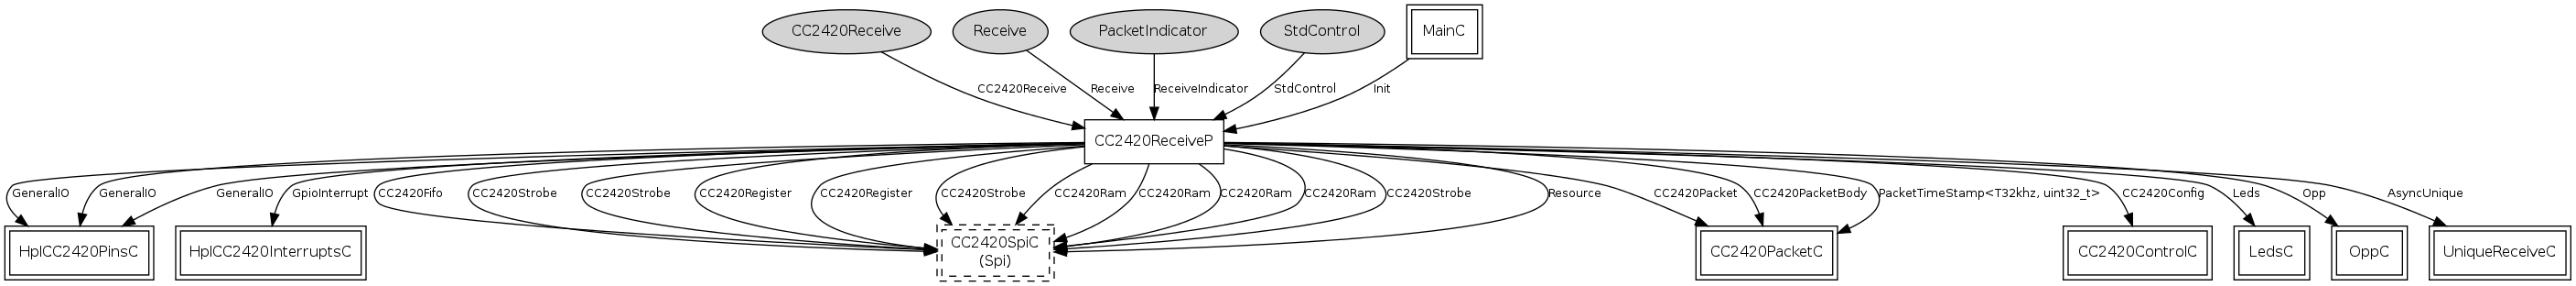 CC2420Receive
Receive
PacketIndicator
StdControl
MainC
CC2420Receive
Receive
ReceiveIndicator
StdControl
Init
CC2420ReceiveP
GeneralIO
GeneralIO
GeneralIO
GpioInterrupt
CC2420Fifo
CC2420Strobe
CC2420Strobe
CC2420Register
CC2420Register
CC2420Strobe
CC2420Ram
CC2420Ram
CC2420Ram
CC2420Ram
CC2420Strobe
Resource
CC2420Packet
CC2420PacketBody
PacketTimeStamp<T32khz, uint32_t>
CC2420Config
Leds
Opp
AsyncUnique
HplCC2420PinsC
HplCC2420InterruptsC
CC2420SpiC
(Spi)
CC2420PacketC
CC2420ControlC
LedsC
OppC
UniqueReceiveC